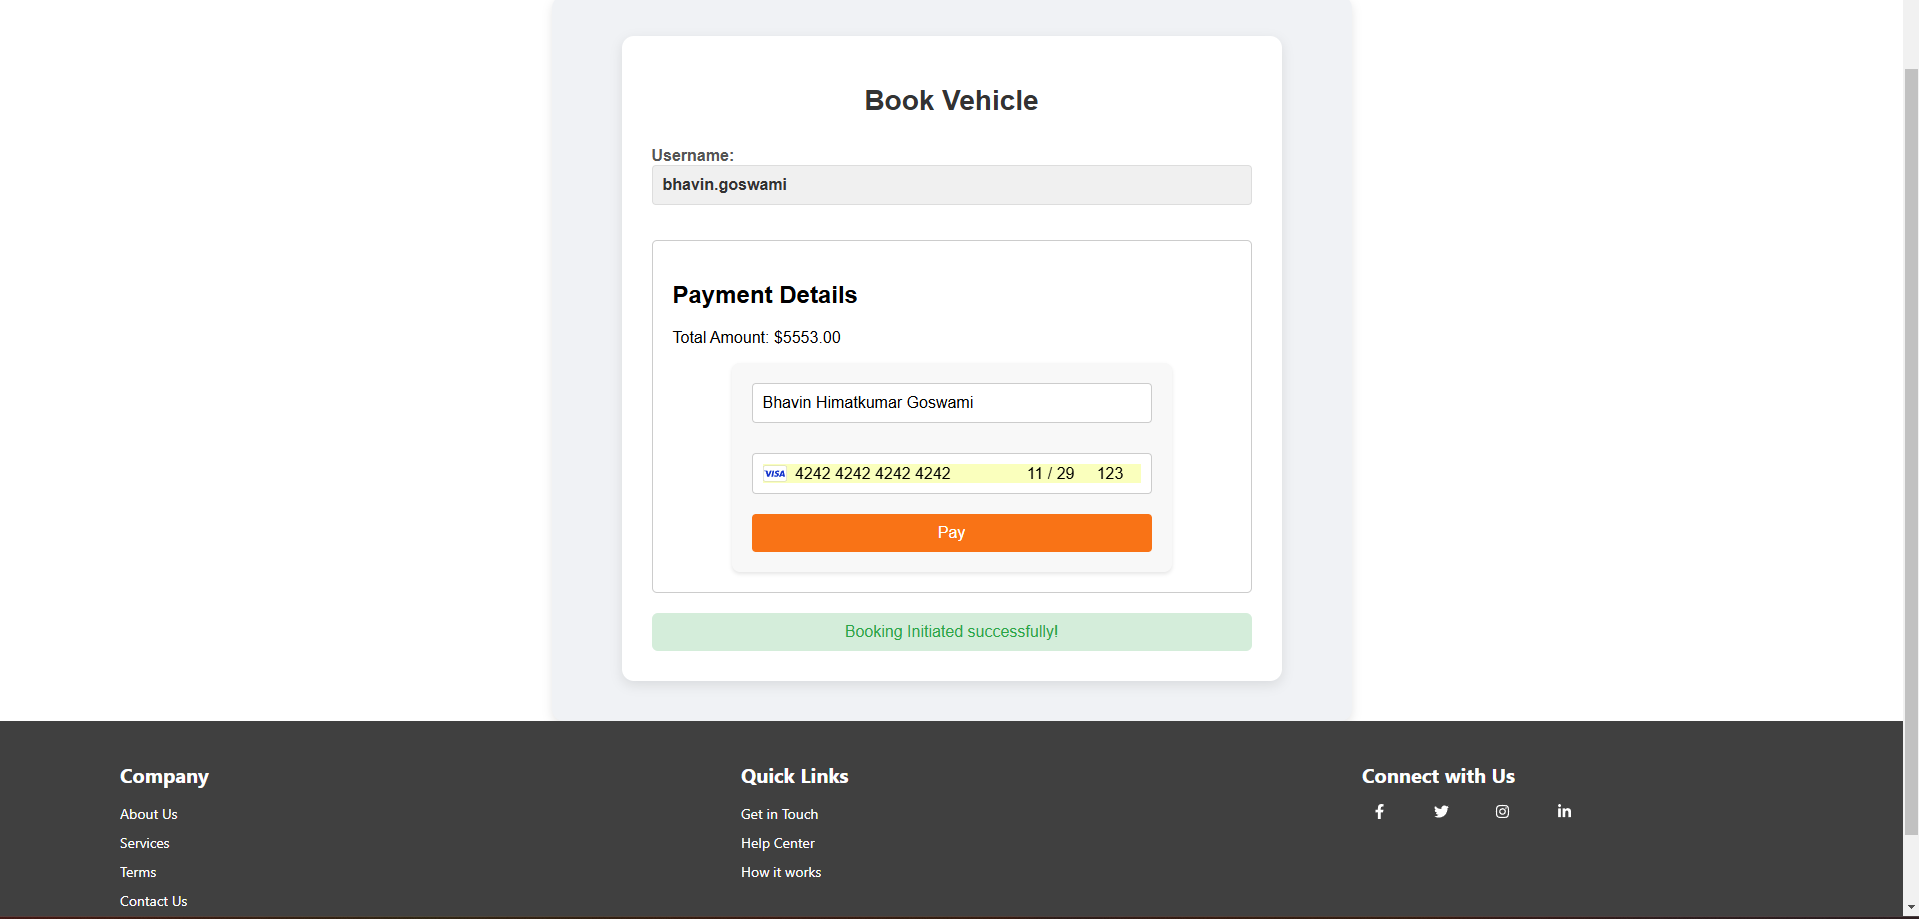 Book Vehicle
Username:
bhavin.goswami
Payment Details
Total Amount: $5553.00
Bhavin Himatkumar Goswami
VISA 4242 4242 4242 4242 11 / 29 123
Pay
Booking Initiated successfully!
Company
About Us
Services
Terms
Contact Us
Quick Links
Get in Touch
Help Center
How it works
Connect with Us